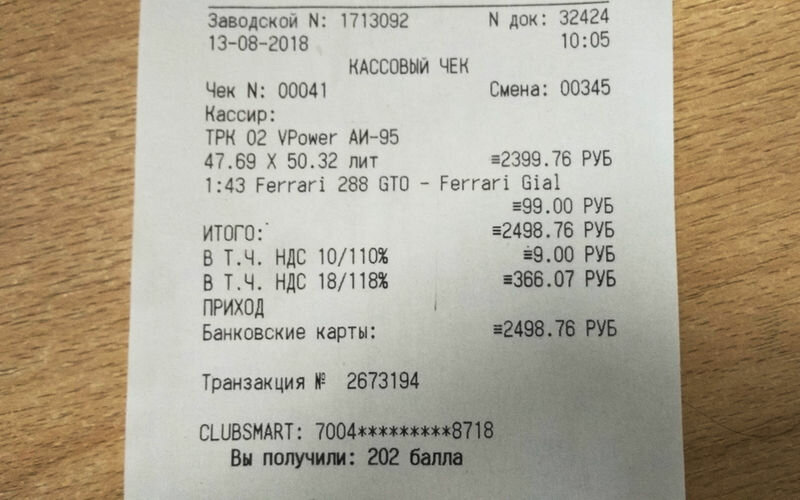 Заводской N: 1713092 N док: 32424
13-08-2018 10:05
КАССОВЫЙ ЧЕК
Чек N: 00041 Смена: 00345
Кассир:
ТРК 02 VPower АИ-95
47.69 X 50.32 лит ≡2399.76 РУБ
1:43 Ferrari 288 GTO - Ferrari Gial
≡99.00 РУБ
ИТОГО: ≡2498.76 РУБ
В Т.Ч. НДС 10/110% ≡9.00 РУБ
В Т.Ч. НДС 18/118% ≡366.07 РУБ
ПРИХОД
Банковские карты: ≡2498.76 РУБ
Транзакция № 2673194
CLUBSMART: 7004*********8718
Вы получили: 202 балла